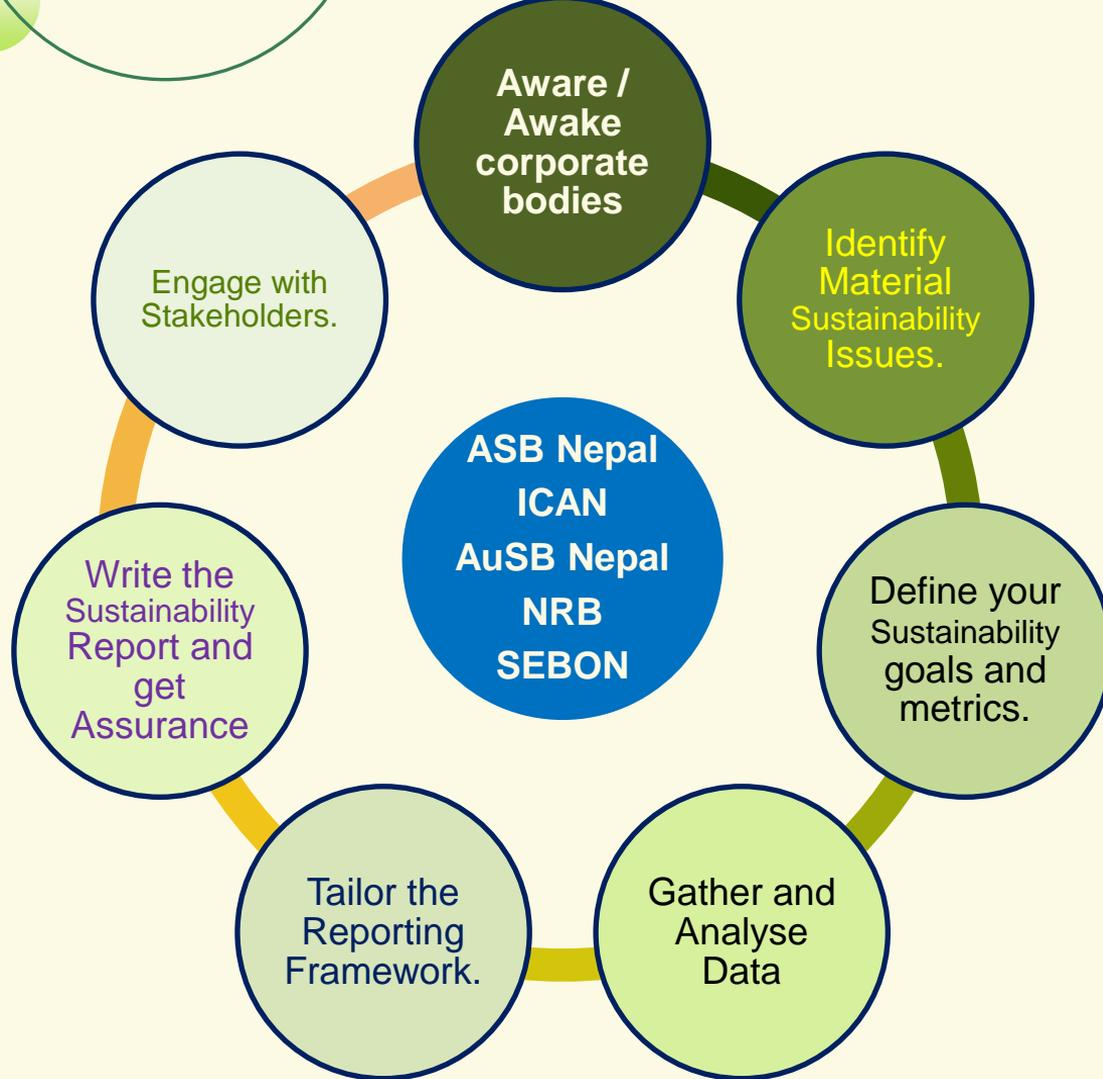 Aware /
Awake
corporate
bodies
Identify
Material
Sustainability
Issues.
Define your
Sustainability
goals and
metrics.
Gather and
Analyse
Data
Tailor the
Reporting
Framework.
Write the
Sustainability
Report and
get
Assurance
Engage with
Stakeholders.
ASB Nepal
ICAN
AuSB Nepal
NRB
SEBON